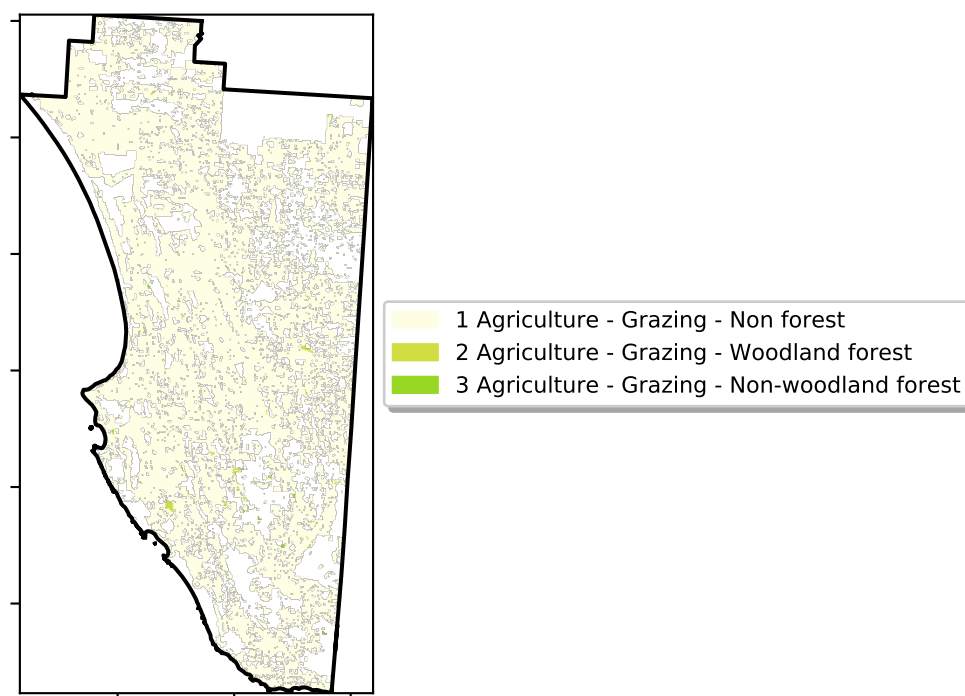 1 Agriculture - Grazing - Non forest
2 Agriculture - Grazing - Woodland forest
3 Agriculture - Grazing - Non-woodland forest